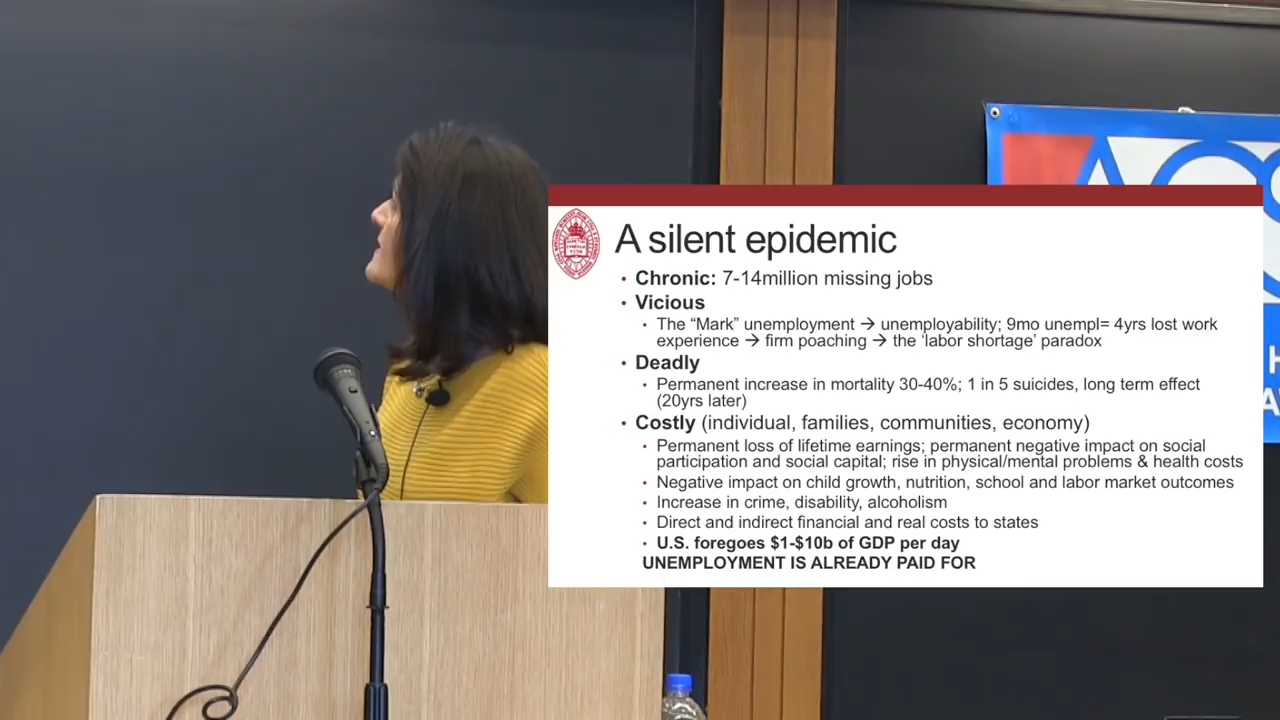 A silent epidemic
• Chronic: 7-14million missing jobs
• Vicious
• The “Mark” unemployment → unemployability; 9mo unempl= 4yrs lost work
experience → firm poaching → the ‘labor shortage’ paradox
• Deadly
• Permanent increase in mortality 30-40%; 1 in 5 suicides, long term effect
(20yrs later)
• Costly (individual, families, communities, economy)
• Permanent loss of lifetime earnings; permanent negative impact on social
participation and social capital; rise in physical/mental problems & health costs
• Negative impact on child growth, nutrition, school and labor market outcomes
• Increase in crime, disability, alcoholism
• Direct and indirect financial and real costs to states
• U.S. foregoes $1-$10b of GDP per day
UNEMPLOYMENT IS ALREADY PAID FOR